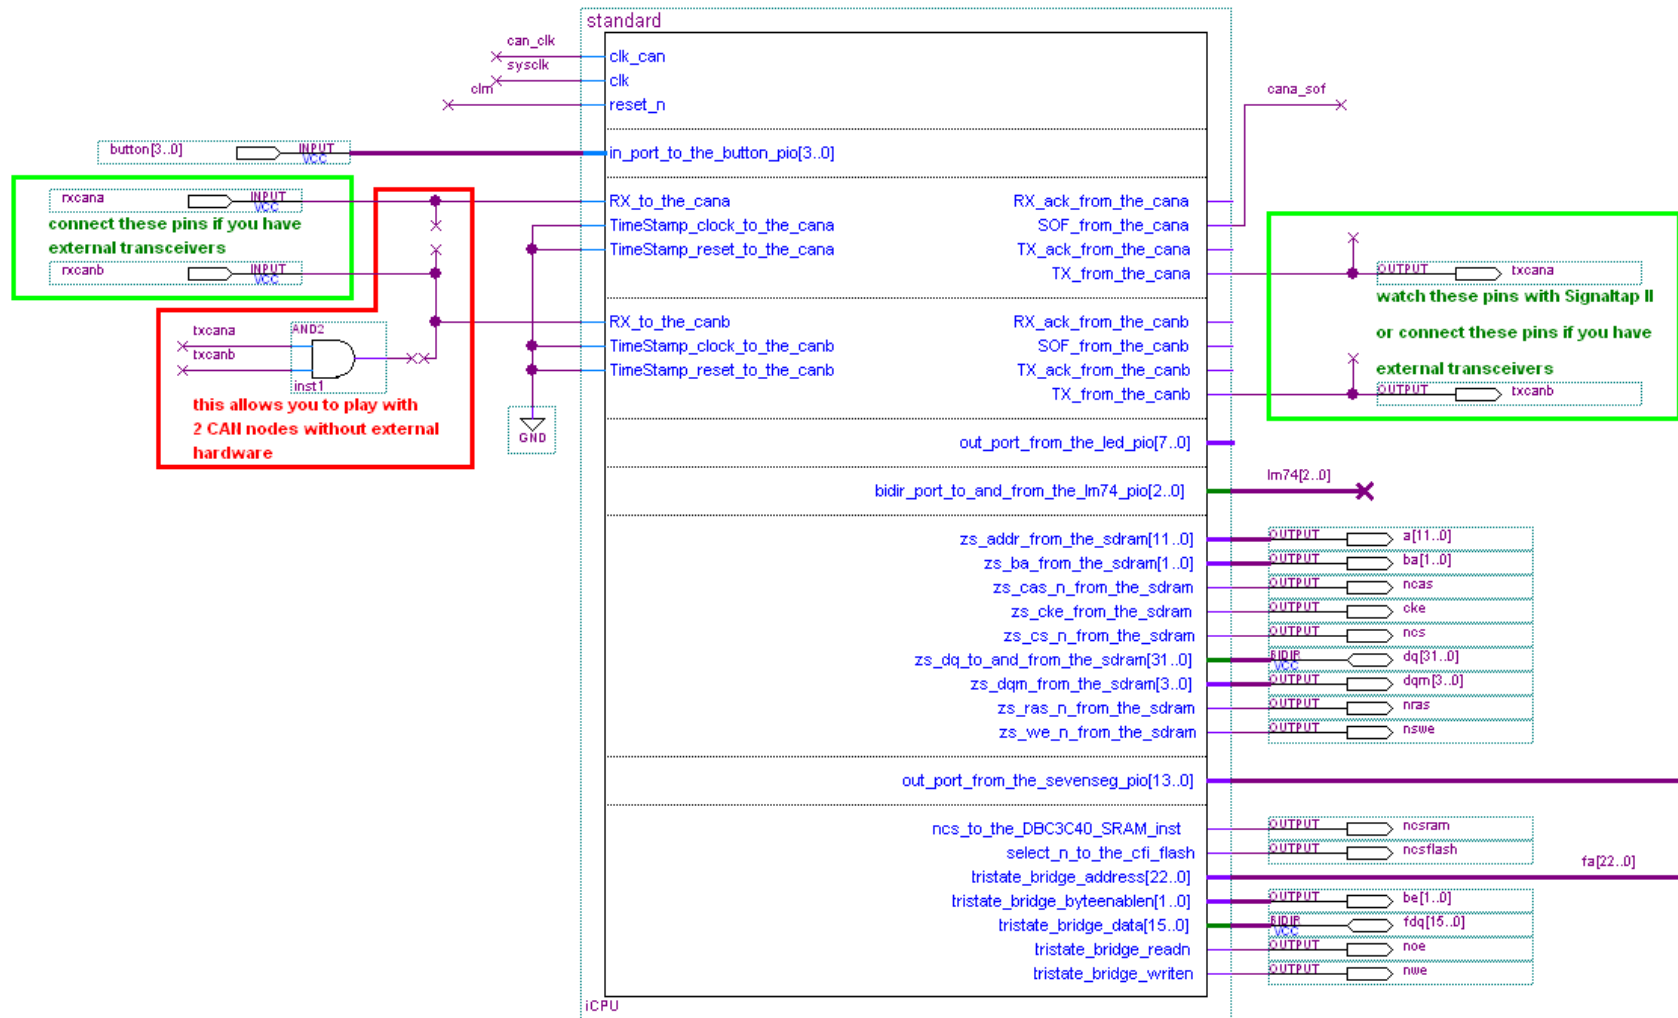 standard
can_clk
clk_can
sysclk
clk
clrn
reset_n
cana_sof
button[3..0]
INPUT
VCC
in_port_to_the_button_pio[3..0]
rxcana
INPUT
VCC
connect these pins if you have
external transceivers
rxcanb
INPUT
VCC
RX_to_the_cana
TimeStamp_clock_to_the_cana
TimeStamp_reset_to_the_cana
RX_ack_from_the_cana
SOF_from_the_cana
TX_ack_from_the_cana
TX_from_the_cana
OUTPUT
txcana
watch these pins with Signaltap II
or connect these pins if you have
external transceivers
OUTPUT
txcanb
txcana
txcanb
AND2
inst1
this allows you to play with
2 CAN nodes without external
hardware
RX_to_the_canb
TimeStamp_clock_to_the_canb
TimeStamp_reset_to_the_canb
GND
RX_ack_from_the_canb
SOF_from_the_canb
TX_ack_from_the_canb
TX_from_the_canb
out_port_from_the_led_pio[7..0]
bidir_port_to_and_from_the_lm74_pio[2..0]
lm74[2..0]
zs_addr_from_the_sdram[11..0]
OUTPUT
a[11..0]
zs_ba_from_the_sdram[1..0]
OUTPUT
ba[1..0]
zs_cas_n_from_the_sdram
OUTPUT
ncas
zs_cke_from_the_sdram
OUTPUT
cke
zs_cs_n_from_the_sdram
OUTPUT
ncs
zs_dq_to_and_from_the_sdram[31..0]
BIDIR
VCC
dq[31..0]
zs_dqm_from_the_sdram[3..0]
OUTPUT
dqm[3..0]
zs_ras_n_from_the_sdram
OUTPUT
nras
zs_we_n_from_the_sdram
OUTPUT
nswe
out_port_from_the_sevenseg_pio[13..0]
ncs_to_the_DBC3C40_SRAM_inst
OUTPUT
ncsram
select_n_to_the_cfi_flash
OUTPUT
ncsflash
tristate_bridge_address[22..0]
fa[22..0]
tristate_bridge_byteenablen[1..0]
OUTPUT
be[1..0]
tristate_bridge_data[15..0]
BIDIR
VCC
fdq[15..0]
tristate_bridge_readn
OUTPUT
noe
tristate_bridge_writen
OUTPUT
nwe
iCPU